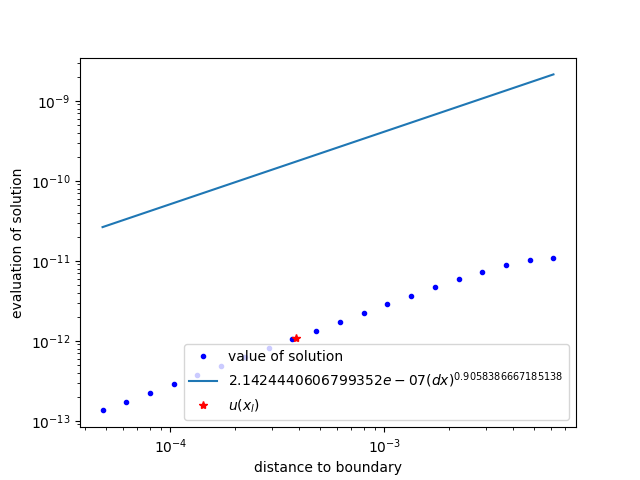 10⁻⁹
10⁻¹⁰
10⁻¹¹
10⁻¹²
10⁻¹³
evaluation of solution
value of solution
2.1424440606799352e − 07(dx)^0.9058386667185138
u(x_l)
10⁻⁴ 10⁻³
distance to boundary